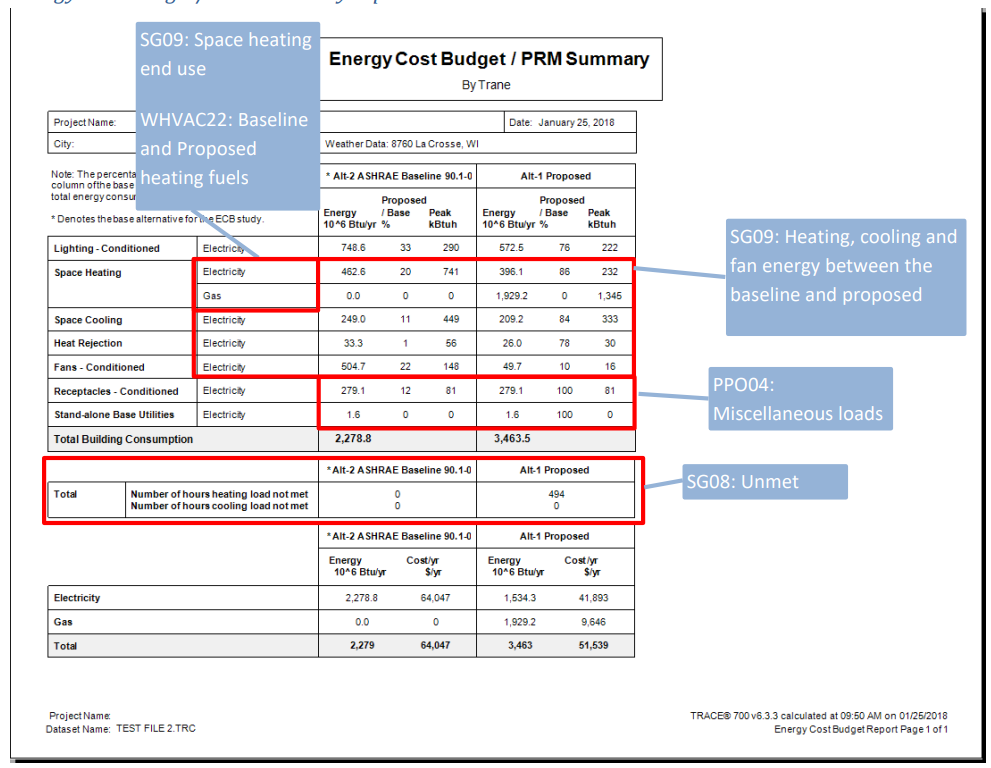 SG09: Space heating
end use
WHVAC22: Baseline
and Proposed
heating fuels
Energy Cost Budget / PRM Summary
By Trane
Project Name:
Date: January 25, 2018
City:
Weather Data: 8760 La Crosse, WI
Note: The percenta
column of the base
total energy consu
* Denotes the base alternative for the ECB study.
* Alt-2 ASHRAE Baseline 90.1-0 Alt-1 Proposed
Energy 10^6 Btu/yr Proposed / Base % Peak kBtuh Energy 10^6 Btu/yr Proposed / Base % Peak kBtuh
Lighting - Conditioned Electricity 748.6 33 290 572.5 76 222
Space Heating Electricity 462.6 20 741 396.1 86 232
Gas 0.0 0 0 1,929.2 0 1,345
Space Cooling Electricity 249.0 11 449 209.2 84 333
Heat Rejection Electricity 33.3 1 56 26.0 78 30
Fans - Conditioned Electricity 504.7 22 148 49.7 10 16
Receptacles - Conditioned Electricity 279.1 12 81 279.1 100 81
Stand-alone Base Utilities Electricity 1.6 0 0 1.6 100 0
Total Building Consumption 2,278.8 3,463.5
SG09: Heating, cooling and
fan energy between the
baseline and proposed
PPO04:
Miscellaneous loads
* Alt-2 ASHRAE Baseline 90.1-0 Alt-1 Proposed
Total Number of hours heating load not met 0 494
Number of hours cooling load not met 0 0
SG08: Unmet
* Alt-2 ASHRAE Baseline 90.1-0 Alt-1 Proposed
Energy 10^6 Btu/yr Cost/yr $/yr Energy 10^6 Btu/yr Cost/yr $/yr
Electricity 2,278.8 64,047 1,534.3 41,893
Gas 0.0 0 1,929.2 9,646
Total 2,279 64,047 3,463 51,539
Project Name:
Dataset Name: TEST FILE 2.TRC
TRACE® 700 v6.3.3 calculated at 09:50 AM on 01/25/2018
Energy Cost Budget Report Page 1 of 1